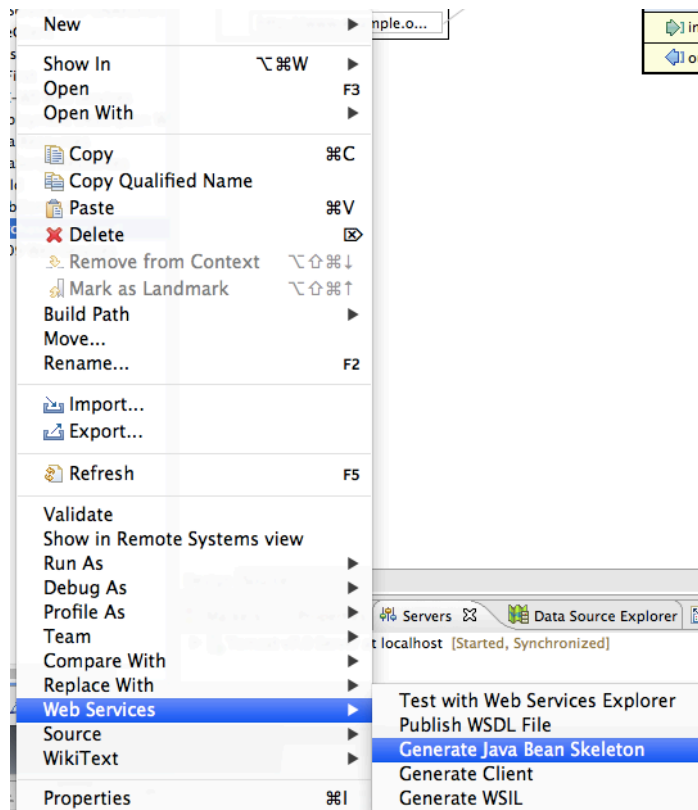 New
mple.o...
Show In ⌥⌘W
Open F3
Open With
Copy ⌘C
Copy Qualified Name
Paste ⌘V
Delete ⌦
Remove from Context ⌥⇧⌘↓
Mark as Landmark ⌥⇧⌘↑
Build Path
Move...
Rename... F2
Import...
Export...
Refresh F5
Validate
Show in Remote Systems view
Run As
Debug As
Profile As
Team
Compare With
Replace With
Web Services
Source
WikiText
Properties ⌘I
Servers
Data Source Explorer
t localhost [Started, Synchronized]
Test with Web Services Explorer
Publish WSDL File
Generate Java Bean Skeleton
Generate Client
Generate WSIL